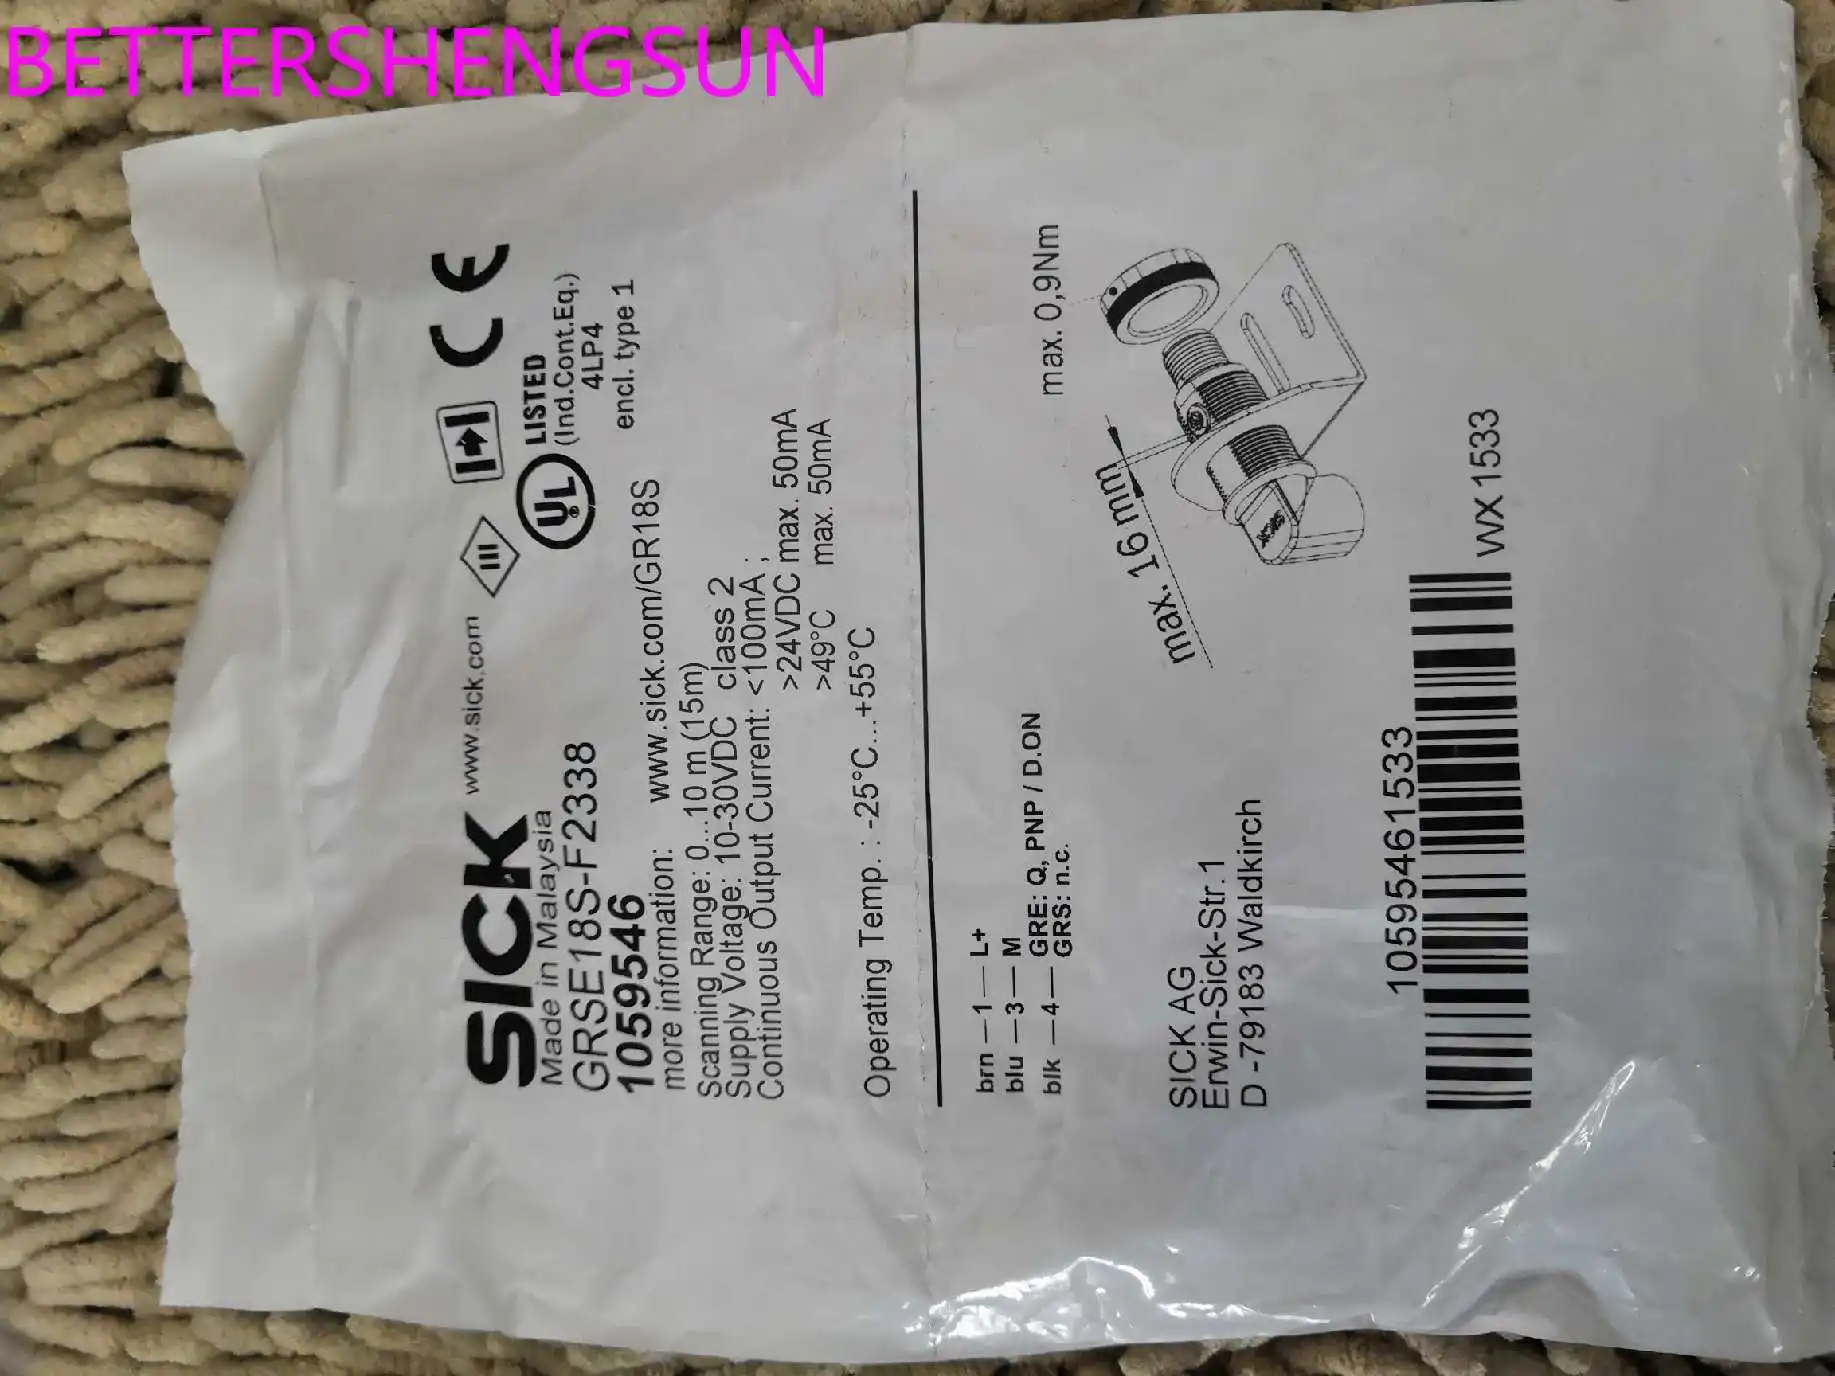 BETTERSHENGSUN
SICK www.sick.com
Made in Malaysia
GRSE18S-F2338
1059546
CE
UL LISTED
(Ind.Cont.Eq.)
4LP4
encl. type 1
more information: www.sick.com/GR18S
Scanning Range: 0...10 m (15m)
Supply Voltage: 10-30VDC class 2
Continuous Output Current: <100mA ;
>24VDC max. 50mA
>49°C max. 50mA
Operating Temp. : -25°C...+55°C
brn — 1 — L+
blu — 3 — M
blk — 4 — GRE: Q, PNP / D.ON
GRS: n.c.
max. 0,9Nm
max. 16 mm
SICK
SICK AG
Erwin-Sick-Str.1
D -79183 Waldkirch
10595461533
WX 1533